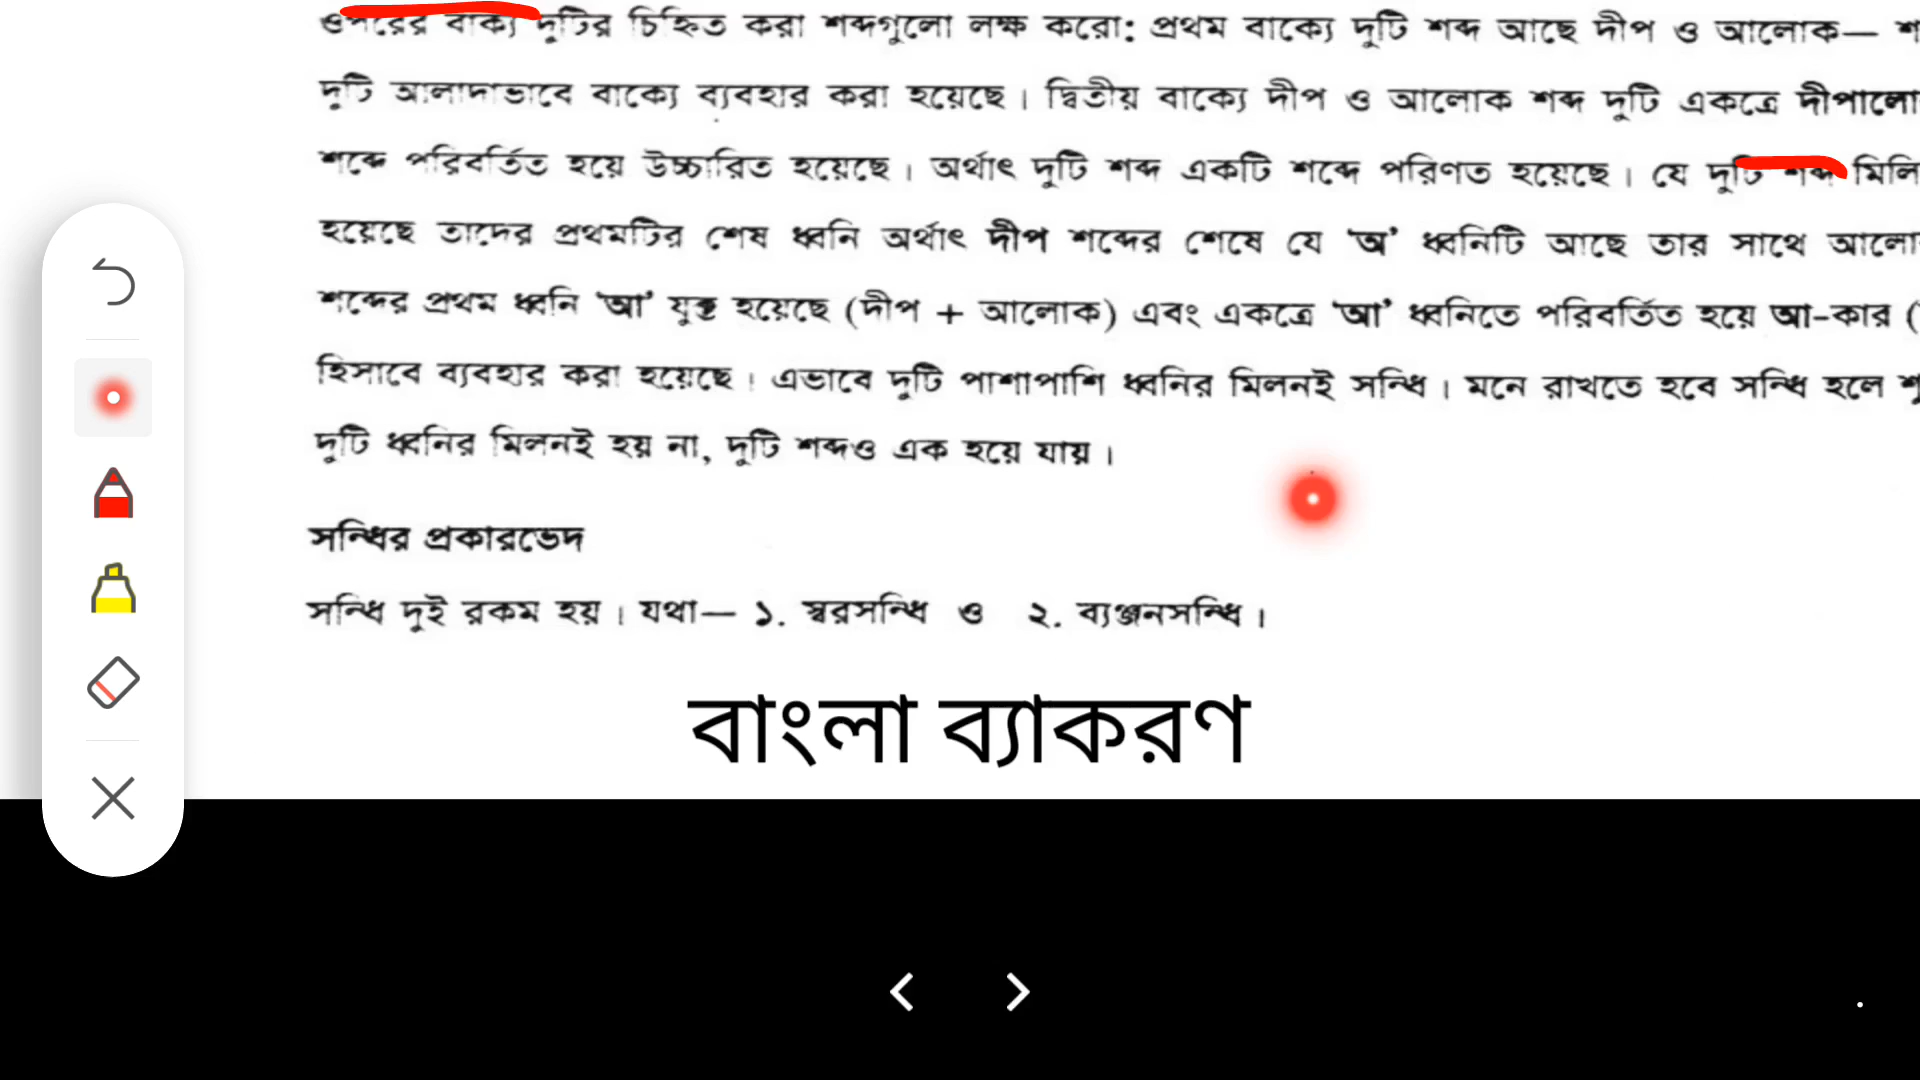 ওপরের বাক্য দুটির চিহ্নিত করা শব্দগুলো লক্ষ করো: প্রথম বাক্যে দুটি শব্দ আছে দীপ ও আলোক— শ
দুটি আলাদাভাবে বাক্যে ব্যবহার করা হয়েছে। দ্বিতীয় বাক্যে দীপ ও আলোক শব্দ দুটি একত্রে দীপালো
শব্দে পরিবর্তিত হয়ে উচ্চারিত হয়েছে। অর্থাৎ দুটি শব্দ একটি শব্দে পরিণত হয়েছে। যে দুটি শব্দ মিলি
হয়েছে তাদের প্রথমটির শেষ ধ্বনি অর্থাৎ দীপ শব্দের শেষে যে ‘অ’ ধ্বনিটি আছে তার সাথে আলো
শব্দের প্রথম ধ্বনি ‘আ’ যুক্ত হয়েছে (দীপ + আলোক) এবং একত্রে ‘আ’ ধ্বনিতে পরিবর্তিত হয়ে আ-কার (
হিসাবে ব্যবহার করা হয়েছে। এভাবে দুটি পাশাপাশি ধ্বনির মিলনই সন্ধি। মনে রাখতে হবে সন্ধি হলে শু
দুটি ধ্বনির মিলনই হয় না, দুটি শব্দও এক হয়ে যায়।
সন্ধির প্রকারভেদ
সন্ধি দুই রকম হয়। যথা— ১. স্বরসন্ধি ও ২. ব্যঞ্জনসন্ধি।
বাংলা ব্যাকরণ